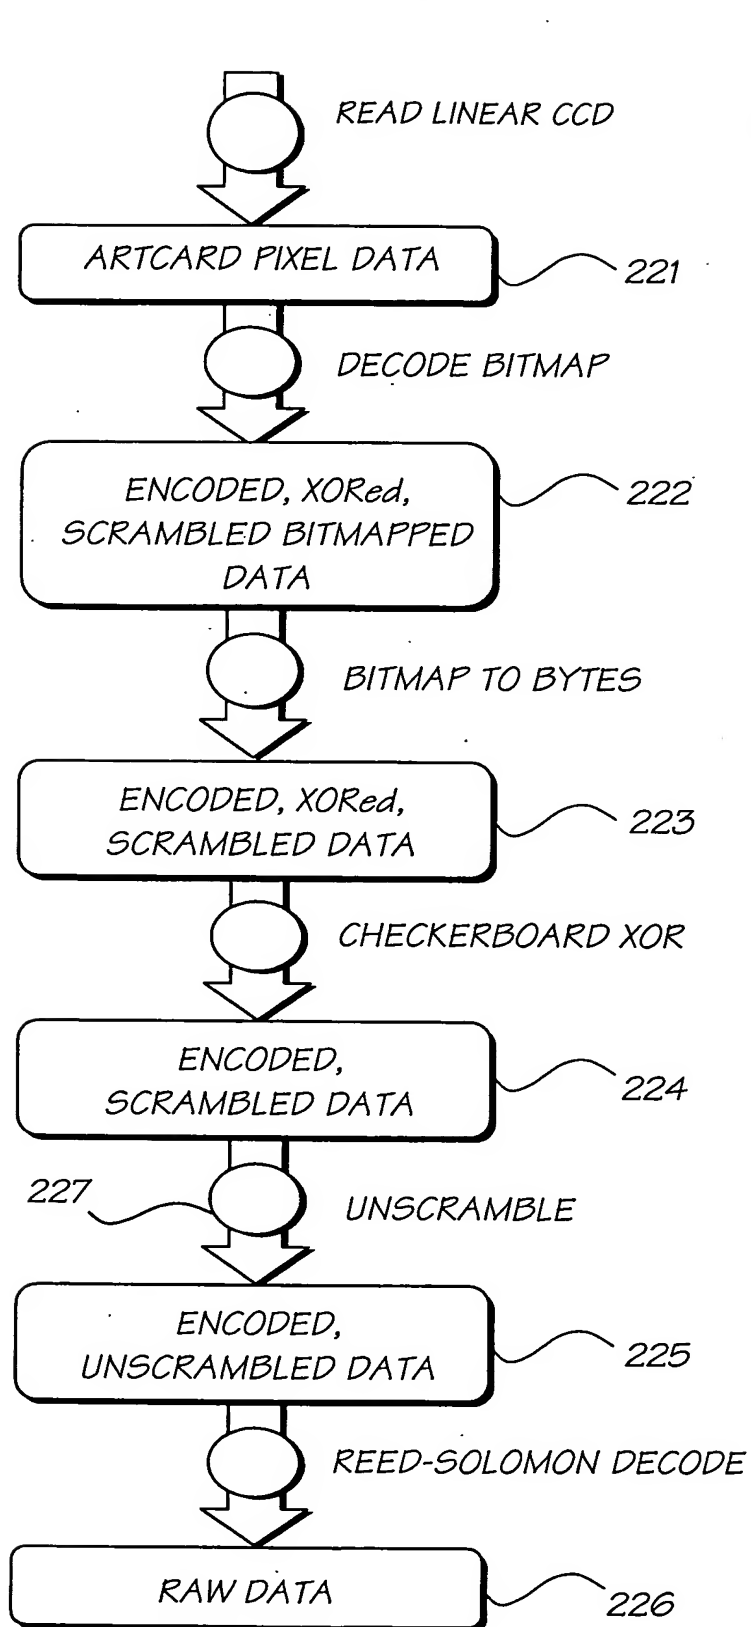 READ LINEAR CCD
ARTCARD PIXEL DATA
221
DECODE BITMAP
ENCODED, XORed,
SCRAMBLED BITMAPPED
DATA
222
BITMAP TO BYTES
ENCODED, XORed,
SCRAMBLED DATA
223
CHECKERBOARD XOR
ENCODED,
SCRAMBLED DATA
224
227
UNSCRAMBLE
ENCODED,
UNSCRAMBLED DATA
225
REED-SOLOMON DECODE
RAW DATA
226